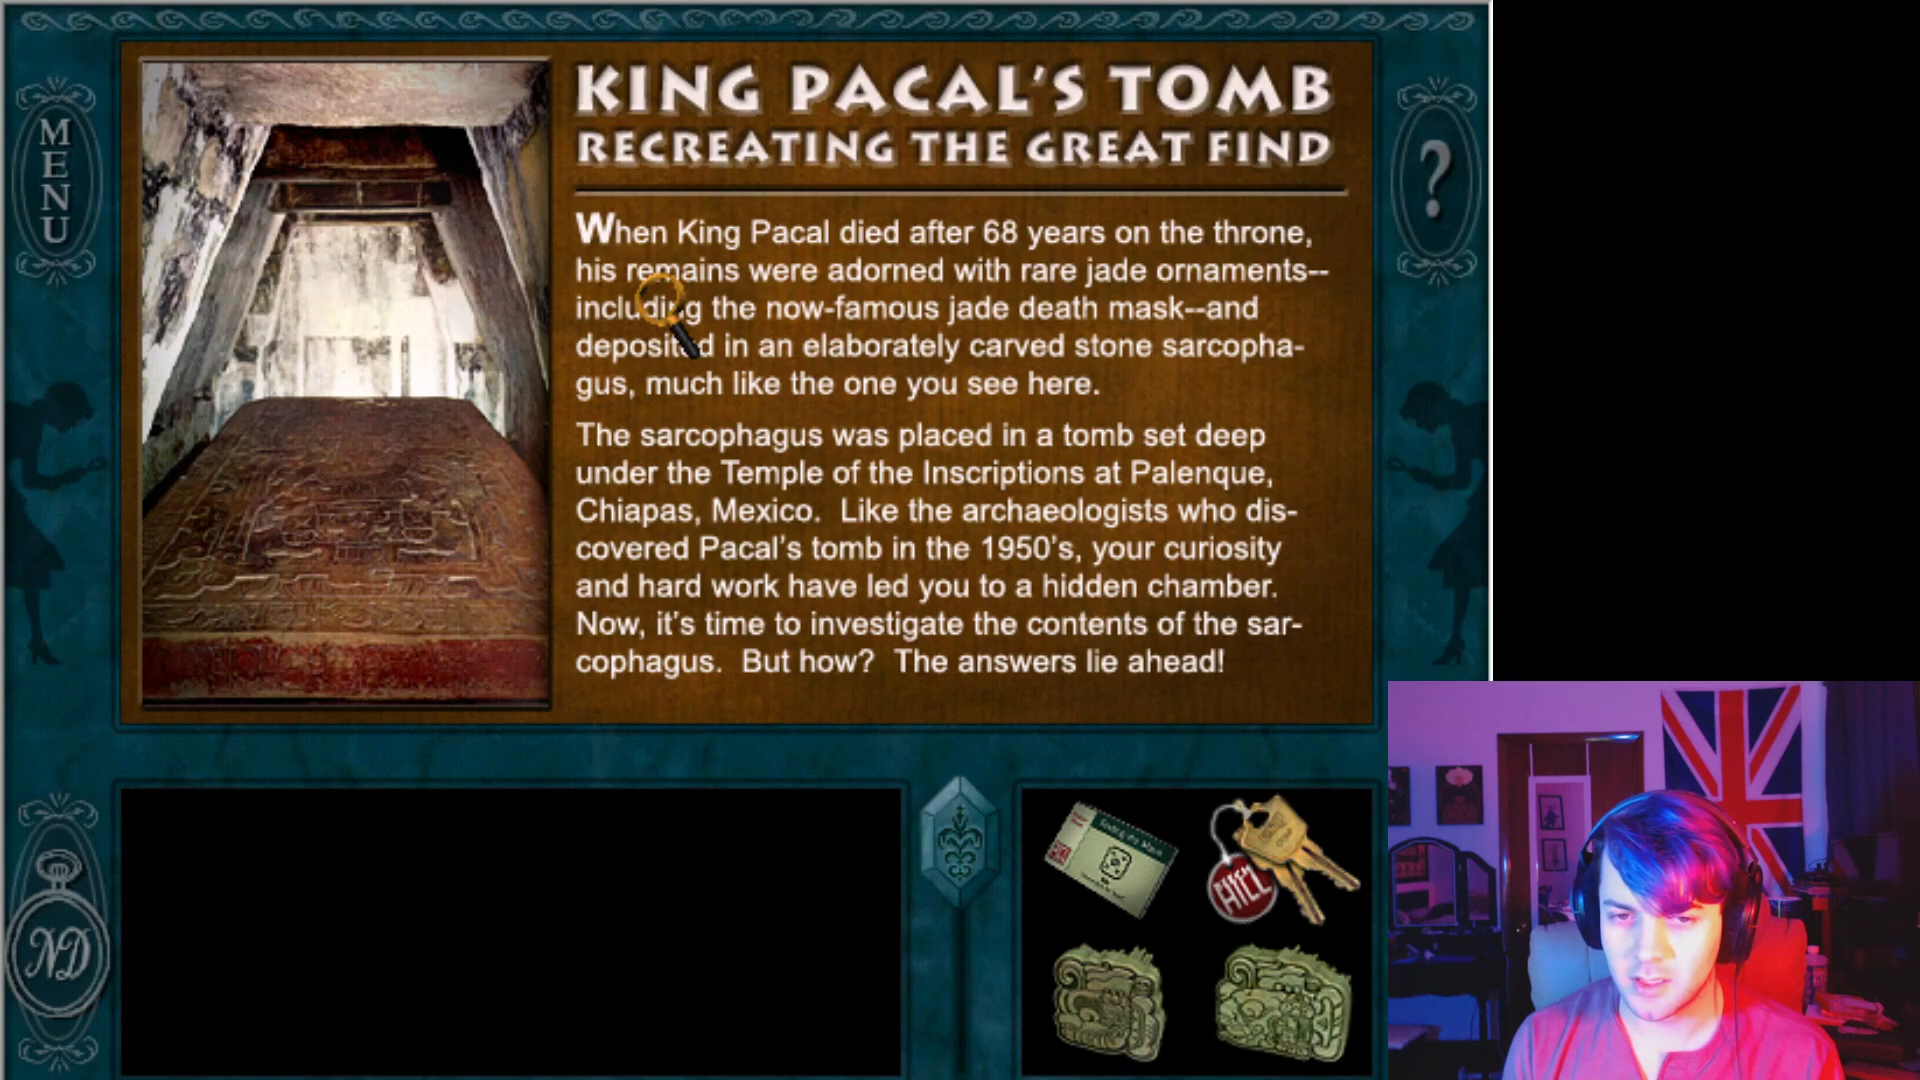 MENU
KING PACAL'S TOMB
RECREATING THE GREAT FIND
?
When King Pacal died after 68 years on the throne,
his remains were adorned with rare jade ornaments--
including the now-famous jade death mask--and
deposited in an elaborately carved stone sarcopha-
gus, much like the one you see here.
The sarcophagus was placed in a tomb set deep
under the Temple of the Inscriptions at Palenque,
Chiapas, Mexico. Like the archaeologists who dis-
covered Pacal's tomb in the 1950's, your curiosity
and hard work have led you to a hidden chamber.
Now, it's time to investigate the contents of the sar-
cophagus. But how? The answers lie ahead!
ND
BEECH
HILL